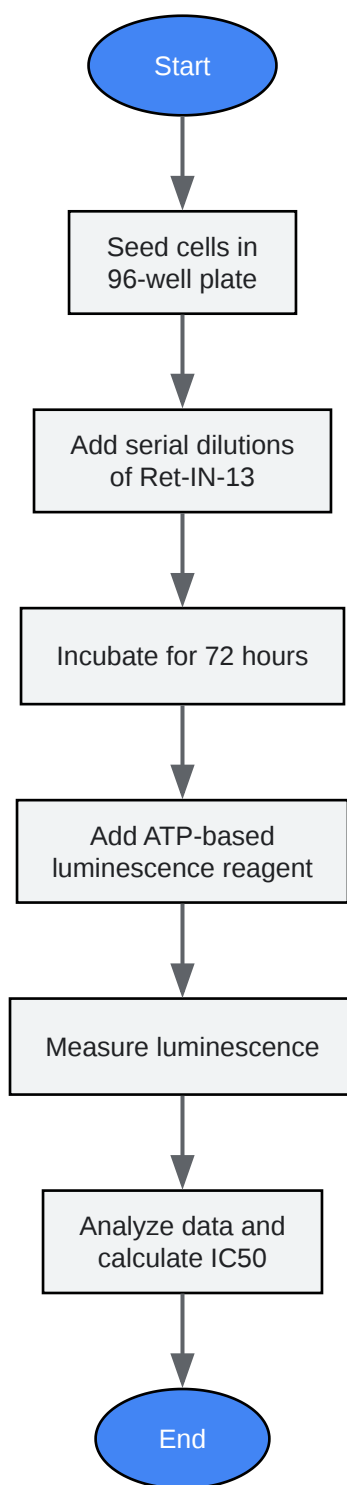 Start
Seed cells in
96-well plate
Add serial dilutions
of Ret-IN-13
Incubate for 72 hours
Add ATP-based
luminescence reagent
Measure luminescence
Analyze data and
calculate IC50
End